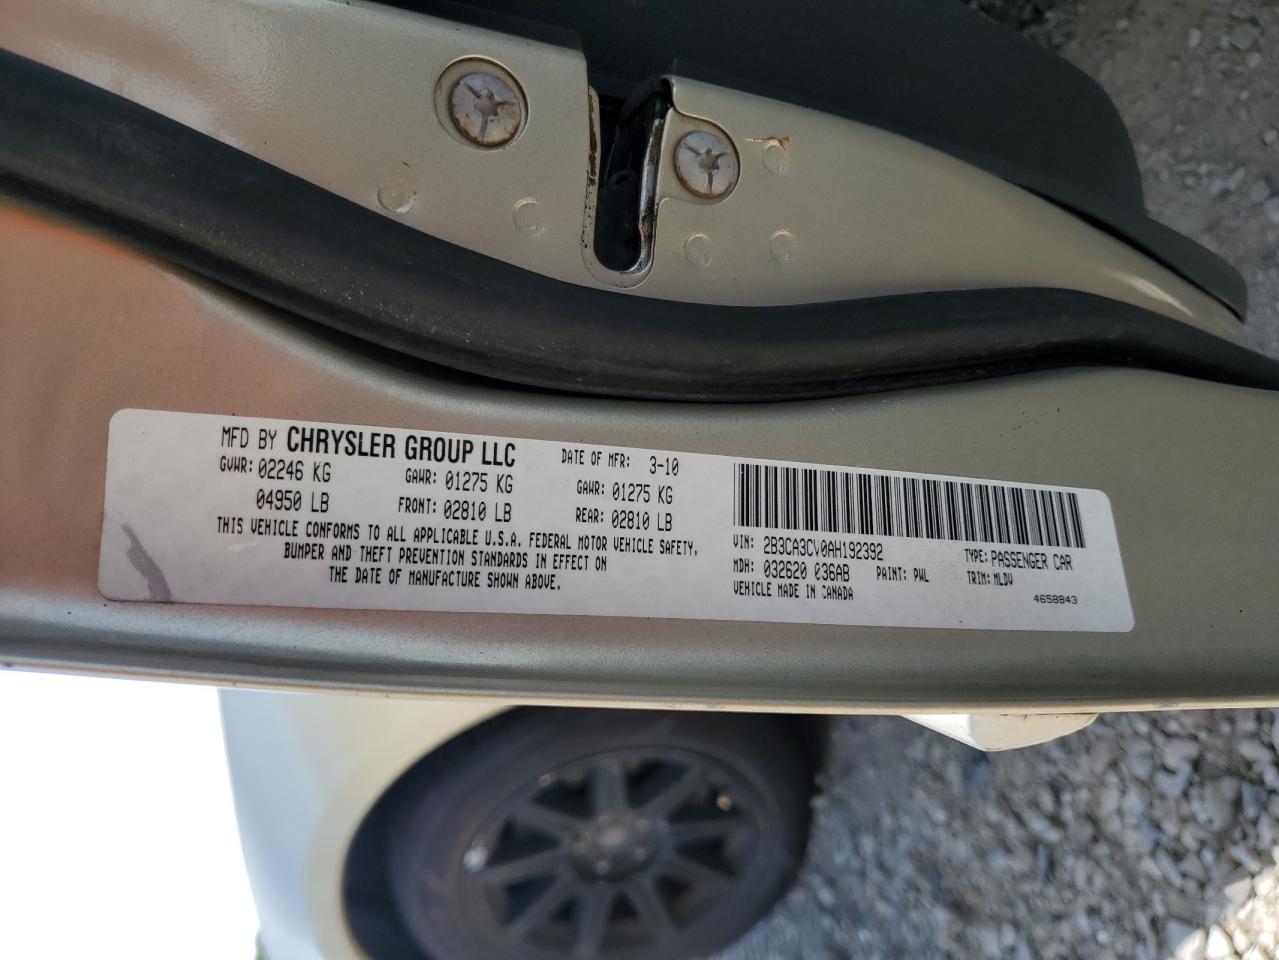 MFD BY CHRYSLER GROUP LLC DATE OF MFR: 3-10
GVWR: 02246 KG GAWR: 01275 KG GAWR: 01275 KG
04950 LB FRONT: 02810 LB REAR: 02810 LB
THIS VEHICLE CONFORMS TO ALL APPLICABLE U.S.A. FEDERAL MOTOR VEHICLE SAFETY,
BUMPER AND THEFT PREVENTION STANDARDS IN EFFECT ON
THE DATE OF MANUFACTURE SHOWN ABOVE.
VIN: 2B3CA3CV0AH192392 TYPE: PASSENGER CAR
MDH: 032620 036AB PAINT: PWL TRIM: MLDV
VEHICLE MADE IN CANADA 4658843